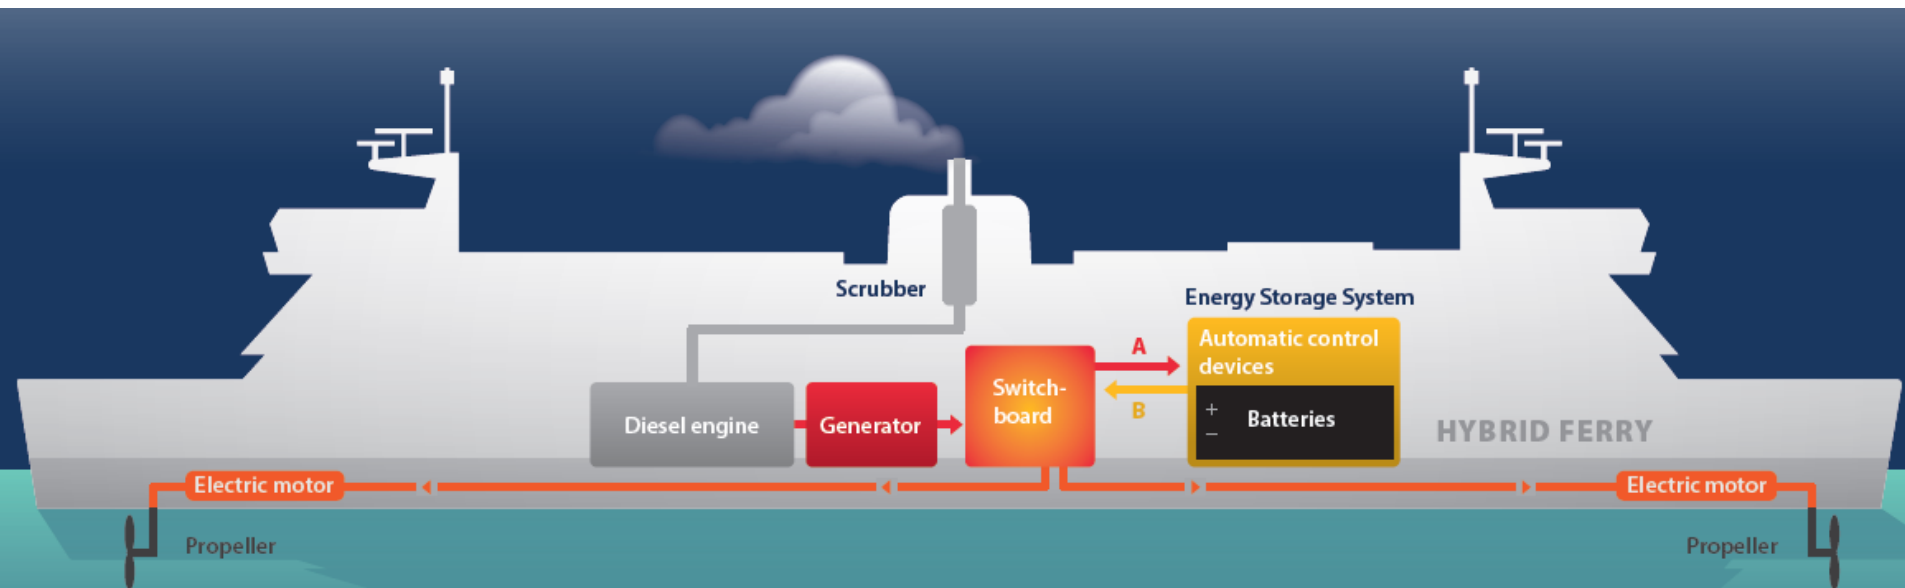 Scrubber
Energy Storage System
Automatic control
devices
A
B
Switch-
board
+
−
Batteries
Diesel engine
Generator
HYBRID FERRY
Electric motor
Electric motor
Propeller
Propeller